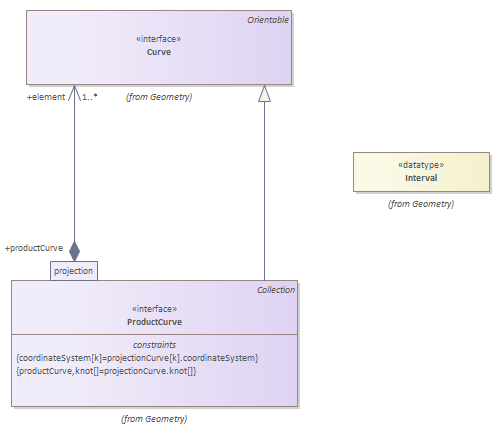 Orientable
«interface»
Curve
+element
1..*
(from Geometry)
«datatype»
Interval
(from Geometry)
+productCurve
projection
Collection
«interface»
ProductCurve
constraints
{coordinateSystem[k]=projectionCurve[k].coordinateSystem}
{productCurve,knot[]=projectionCurve.knot[]}
(from Geometry)